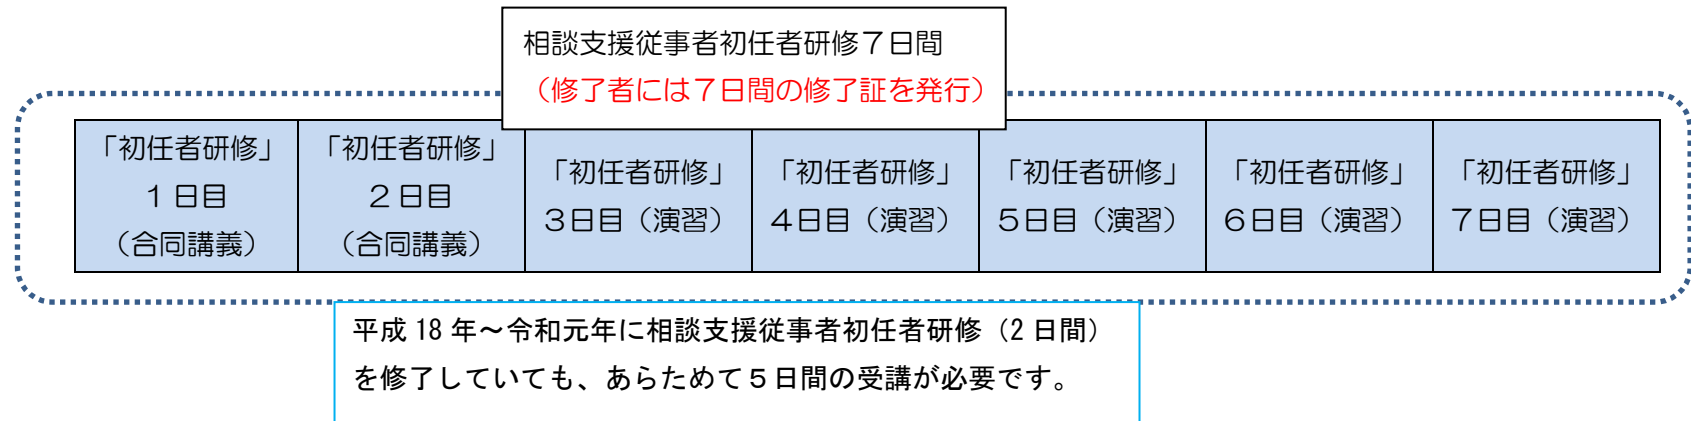 相談支援従事者初任者研修７日間
（修了者には７日間の修了証を発行）
「初任者研修」
１日目
（合同講義）
「初任者研修」
２日目
（合同講義）
「初任者研修」
３日目（演習）
「初任者研修」
４日目（演習）
「初任者研修」
５日目（演習）
「初任者研修」
６日目（演習）
「初任者研修」
７日目（演習）
平成 18 年～令和元年に相談支援従事者初任者研修（2 日間）
を修了していても、あらためて５日間の受講が必要です。